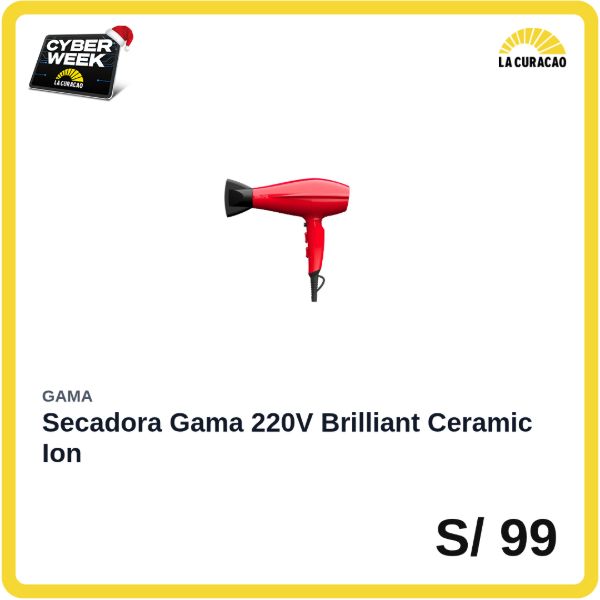 CYBER
WEEK
LA CURACAO
LA CURACAO
GAMA
Secadora Gama 220V Brilliant Ceramic
Ion
S/ 99